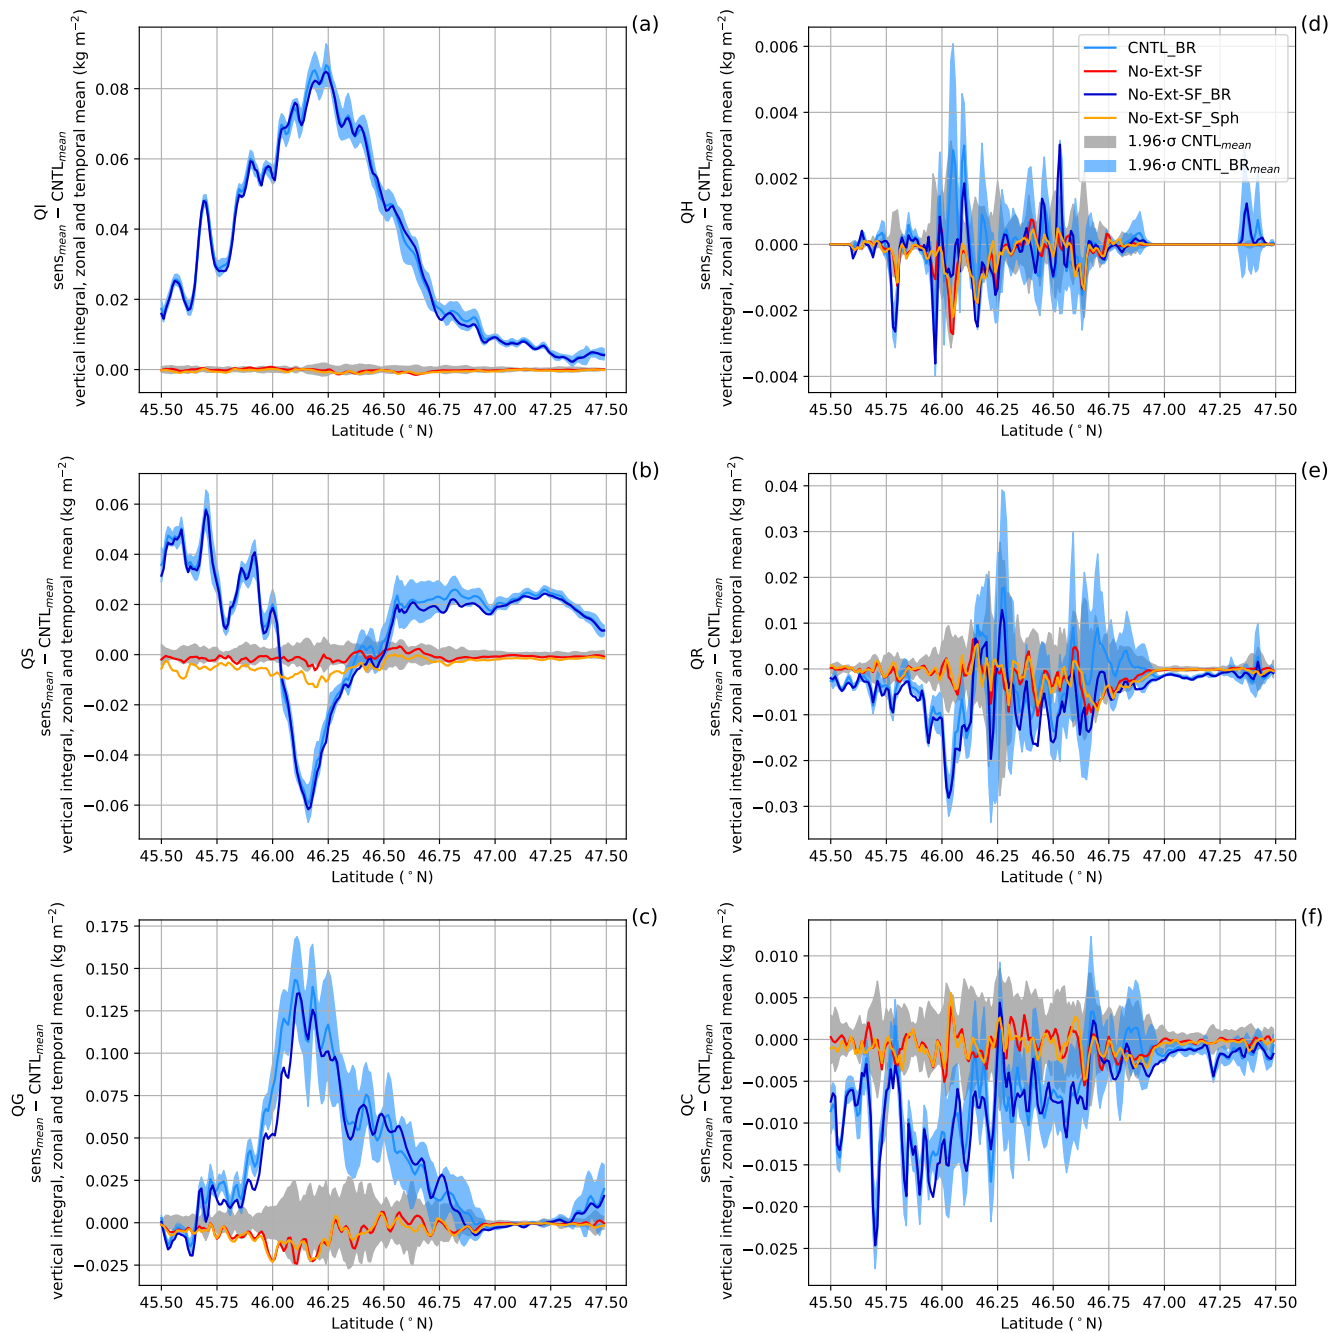 (a)
QI
sens_mean − CNTL_mean
vertical integral, zonal and temporal mean (kg m−2)
0.08
0.06
0.04
0.02
0.00
45.50 45.75 46.00 46.25 46.50 46.75 47.00 47.25 47.50
Latitude (°N)
(d)
QH
sens_mean − CNTL_mean
vertical integral, zonal and temporal mean (kg m−2)
0.006
0.004
0.002
0.000
−0.002
−0.004
CNTL_BR
No-Ext-SF
No-Ext-SF_BR
No-Ext-SF_Sph
1.96·σ CNTL_mean
1.96·σ CNTL_BR_mean
45.50 45.75 46.00 46.25 46.50 46.75 47.00 47.25 47.50
Latitude (°N)
(b)
QS
sens_mean − CNTL_mean
vertical integral, zonal and temporal mean (kg m−2)
0.06
0.04
0.02
0.00
−0.02
−0.04
−0.06
45.50 45.75 46.00 46.25 46.50 46.75 47.00 47.25 47.50
Latitude (°N)
(e)
QR
sens_mean − CNTL_mean
vertical integral, zonal and temporal mean (kg m−2)
0.04
0.03
0.02
0.01
0.00
−0.01
−0.02
−0.03
45.50 45.75 46.00 46.25 46.50 46.75 47.00 47.25 47.50
Latitude (°N)
(c)
QG
sens_mean − CNTL_mean
vertical integral, zonal and temporal mean (kg m−2)
0.175
0.150
0.125
0.100
0.075
0.050
0.025
0.000
−0.025
45.50 45.75 46.00 46.25 46.50 46.75 47.00 47.25 47.50
Latitude (°N)
(f)
QC
sens_mean − CNTL_mean
vertical integral, zonal and temporal mean (kg m−2)
0.010
0.005
0.000
−0.005
−0.010
−0.015
−0.020
−0.025
45.50 45.75 46.00 46.25 46.50 46.75 47.00 47.25 47.50
Latitude (°N)